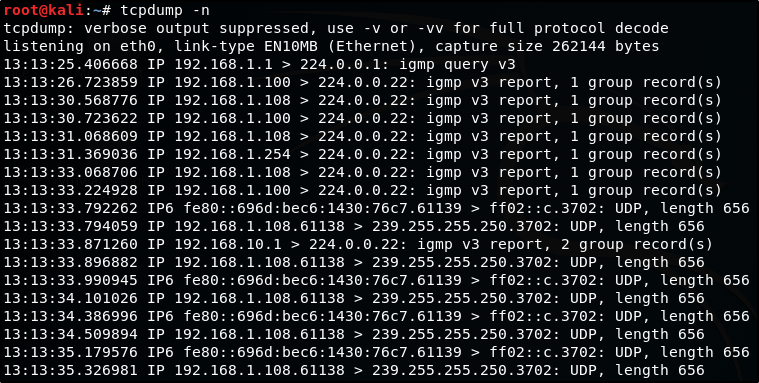 root@kali:~# tcpdump -n
tcpdump: verbose output suppressed, use -v or -vv for full protocol decode
listening on eth0, link-type EN10MB (Ethernet), capture size 262144 bytes
13:13:25.406668 IP 192.168.1.1 > 224.0.0.1: igmp query v3
13:13:26.723859 IP 192.168.1.100 > 224.0.0.22: igmp v3 report, 1 group record(s)
13:13:30.568776 IP 192.168.1.108 > 224.0.0.22: igmp v3 report, 1 group record(s)
13:13:30.723622 IP 192.168.1.100 > 224.0.0.22: igmp v3 report, 1 group record(s)
13:13:31.068609 IP 192.168.1.108 > 224.0.0.22: igmp v3 report, 1 group record(s)
13:13:31.369036 IP 192.168.1.254 > 224.0.0.22: igmp v3 report, 1 group record(s)
13:13:33.068706 IP 192.168.1.108 > 224.0.0.22: igmp v3 report, 1 group record(s)
13:13:33.224928 IP 192.168.1.100 > 224.0.0.22: igmp v3 report, 1 group record(s)
13:13:33.792262 IP6 fe80::696d:bec6:1430:76c7.61139 > ff02::c.3702: UDP, length 656
13:13:33.794059 IP 192.168.1.108.61138 > 239.255.255.250.3702: UDP, length 656
13:13:33.871260 IP 192.168.10.1 > 224.0.0.22: igmp v3 report, 2 group record(s)
13:13:33.896882 IP 192.168.1.108.61138 > 239.255.255.250.3702: UDP, length 656
13:13:33.990945 IP6 fe80::696d:bec6:1430:76c7.61139 > ff02::c.3702: UDP, length 656
13:13:34.101026 IP 192.168.1.108.61138 > 239.255.255.250.3702: UDP, length 656
13:13:34.386996 IP6 fe80::696d:bec6:1430:76c7.61139 > ff02::c.3702: UDP, length 656
13:13:34.509894 IP 192.168.1.108.61138 > 239.255.255.250.3702: UDP, length 656
13:13:35.179576 IP6 fe80::696d:bec6:1430:76c7.61139 > ff02::c.3702: UDP, length 656
13:13:35.326981 IP 192.168.1.108.61138 > 239.255.255.250.3702: UDP, length 656